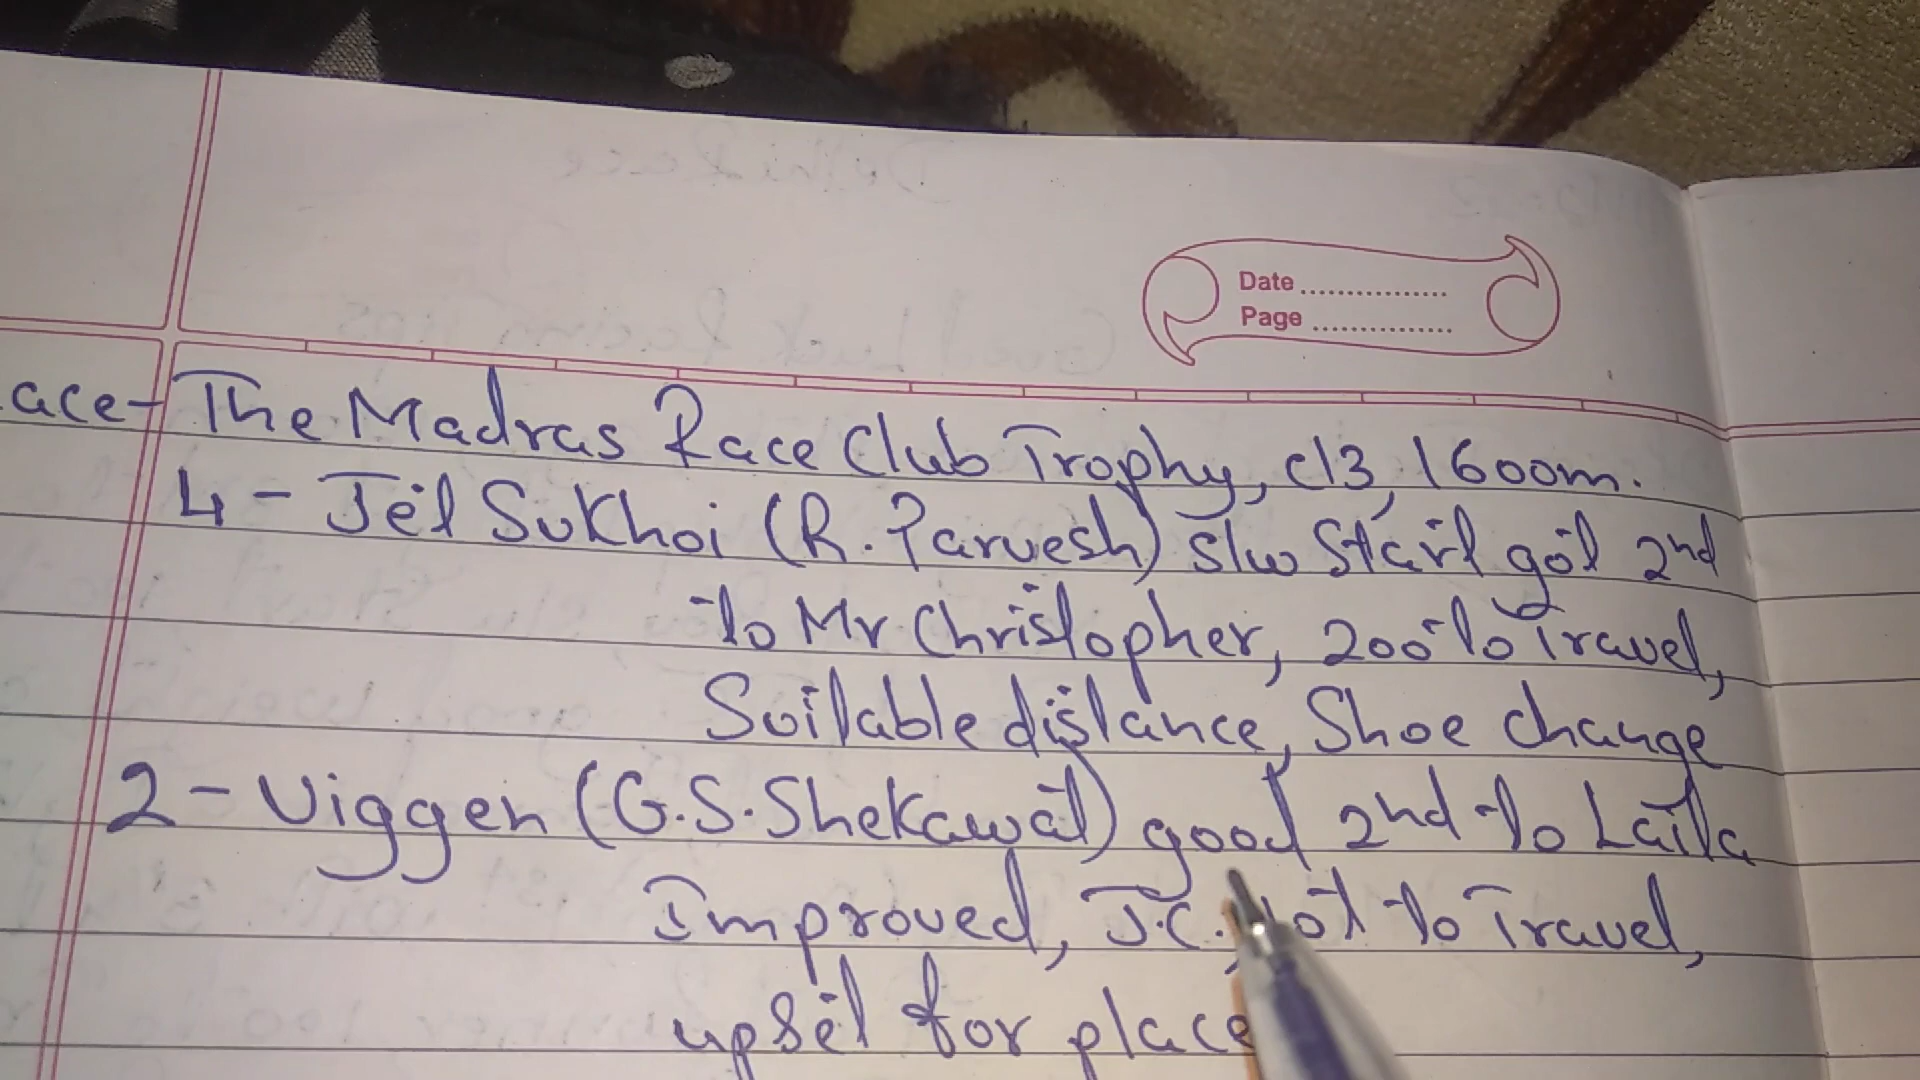 Date ................
Page ................
ace- The Madras Race Club Trophy, cl3, 1600m.
4 - Jet Sukhoi (R. Parvesh) slw start got 2nd
to Mr Christopher, 200 to Travel,
Suitable distance, Shoe change
2 - Viggen (G.S. Shekawat) good 2nd to Laila
Improved, J.C. to Travel,
upset for place